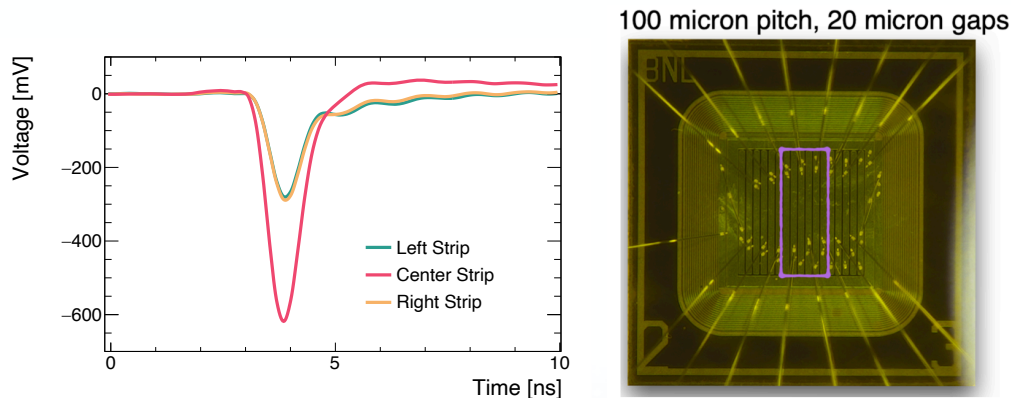 100 micron pitch, 20 micron gaps
Voltage [mV]
0
−200
−400
−600
Left Strip
Center Strip
Right Strip
0
5
10
Time [ns]
BNL
2
3